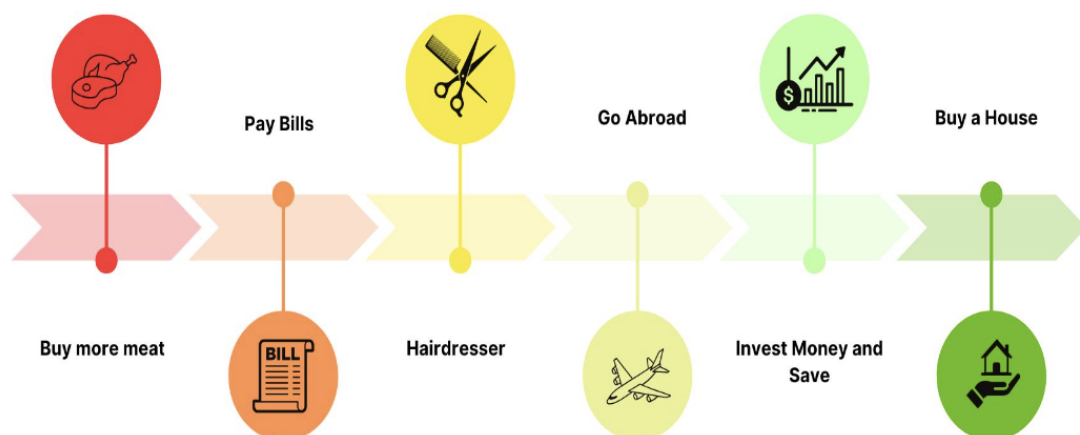 Buy more meat
Pay Bills
BILL
Hairdresser
Go Abroad
$
Invest Money and
Save
Buy a House